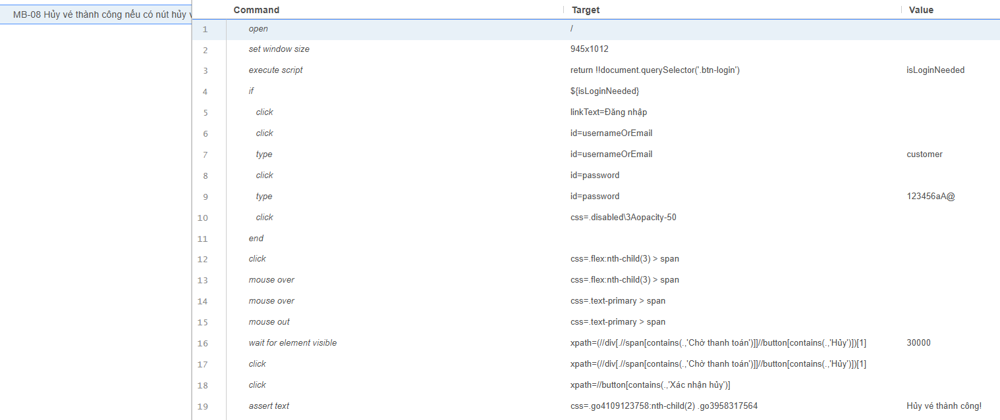 MB-08 Hủy vé thành công nếu có nút hủy
Command Target Value
1 open /
2 set window size 945x1012
3 execute script return !!document.querySelector('.btn-login') isLoginNeeded
4 if ${isLoginNeeded}
5 click linkText=Đăng nhập
6 click id=usernameOrEmail
7 type id=usernameOrEmail customer
8 click id=password
9 type id=password 123456aA@
10 click css=.disabled\3Aopacity-50
11 end
12 click css=.flex:nth-child(3) > span
13 mouse over css=.flex:nth-child(3) > span
14 mouse over css=.text-primary > span
15 mouse out css=.text-primary > span
16 wait for element visible xpath=(//div[.//span[contains(.,'Chờ thanh toán')]]//button[contains(.,'Hủy')])[1] 30000
17 click xpath=(//div[.//span[contains(.,'Chờ thanh toán')]]//button[contains(.,'Hủy')])[1]
18 click xpath=//button[contains(.,'Xác nhận hủy')]
19 assert text css=.go4109123758:nth-child(2) .go3958317564 Hủy vé thành công!